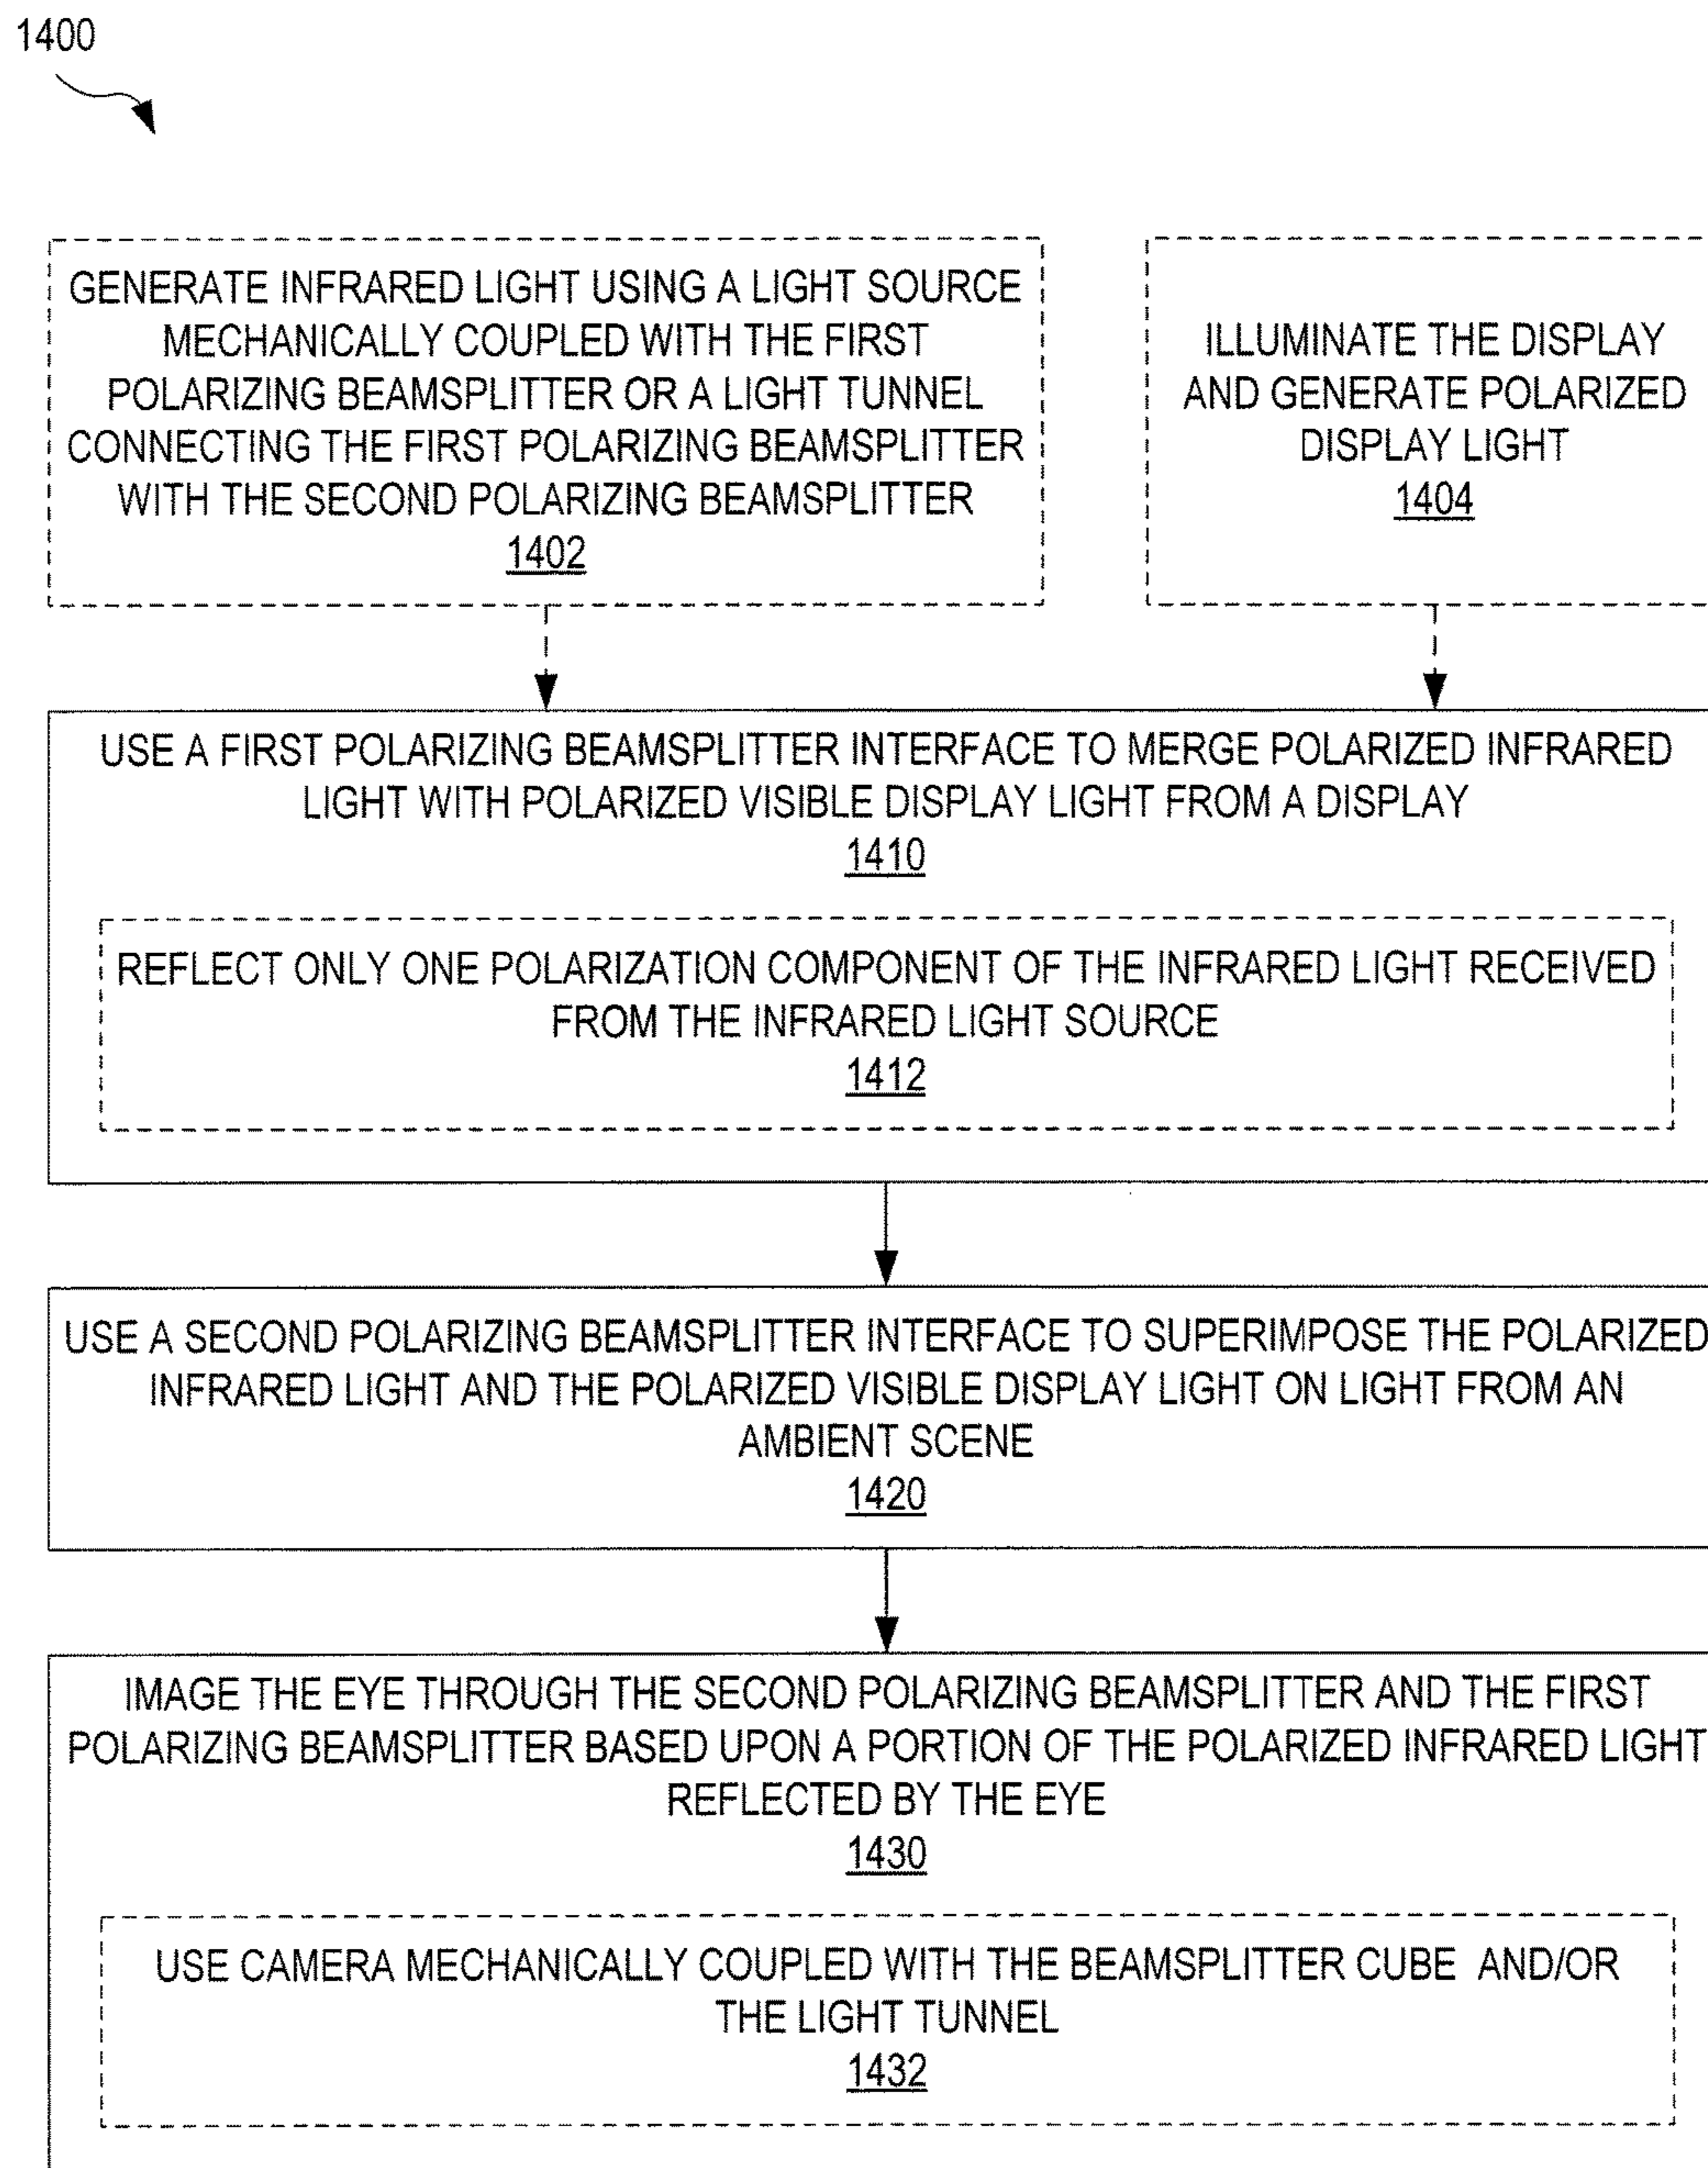 1400
GENERATE INFRARED LIGHT USING A LIGHT SOURCE
MECHANICALLY COUPLED WITH THE FIRST
POLARIZING BEAMSPLITTER OR A LIGHT TUNNEL
CONNECTING THE FIRST POLARIZING BEAMSPLITTER
WITH THE SECOND POLARIZING BEAMSPLITTER
1402
ILLUMINATE THE DISPLAY
AND GENERATE POLARIZED
DISPLAY LIGHT
1404
USE A FIRST POLARIZING BEAMSPLITTER INTERFACE TO MERGE POLARIZED INFRARED
LIGHT WITH POLARIZED VISIBLE DISPLAY LIGHT FROM A DISPLAY
1410
REFLECT ONLY ONE POLARIZATION COMPONENT OF THE INFRARED LIGHT RECEIVED
FROM THE INFRARED LIGHT SOURCE
1412
USE A SECOND POLARIZING BEAMSPLITTER INTERFACE TO SUPERIMPOSE THE POLARIZED
INFRARED LIGHT AND THE POLARIZED VISIBLE DISPLAY LIGHT ON LIGHT FROM AN
AMBIENT SCENE
1420
IMAGE THE EYE THROUGH THE SECOND POLARIZING BEAMSPLITTER AND THE FIRST
POLARIZING BEAMSPLITTER BASED UPON A PORTION OF THE POLARIZED INFRARED LIGHT
REFLECTED BY THE EYE
1430
USE CAMERA MECHANICALLY COUPLED WITH THE BEAMSPLITTER CUBE AND/OR
THE LIGHT TUNNEL
1432